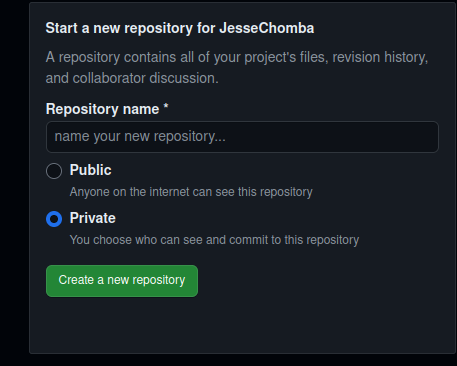 Start a new repository for JesseChomba
A repository contains all of your project's files, revision history,
and collaborator discussion.
Repository name *
name your new repository...
Public
Anyone on the internet can see this repository
Private
You choose who can see and commit to this repository
Create a new repository